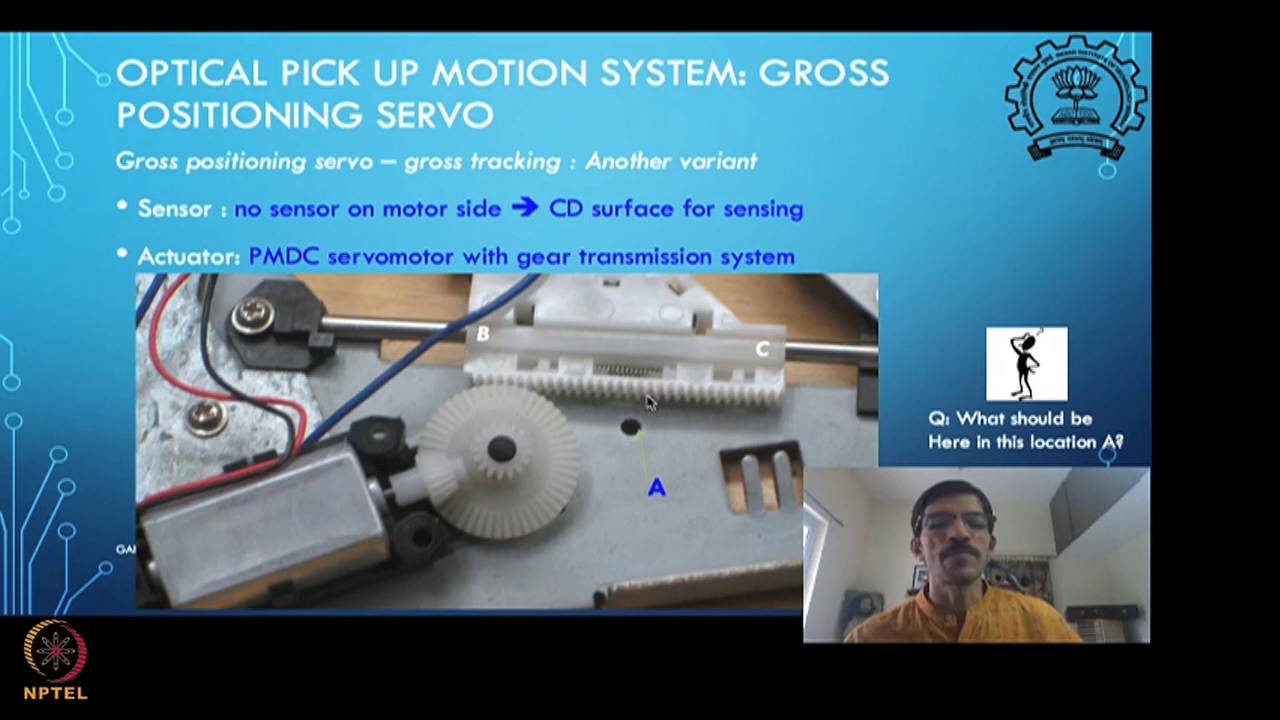 OPTICAL PICK UP MOTION SYSTEM: GROSS
POSITIONING SERVO
Gross positioning servo – gross tracking : Another variant
• Sensor : no sensor on motor side ➔ CD surface for sensing
• Actuator: PMDC servomotor with gear transmission system
B
C
A
Q: What should be
Here in this location A?
GAN
NPTEL